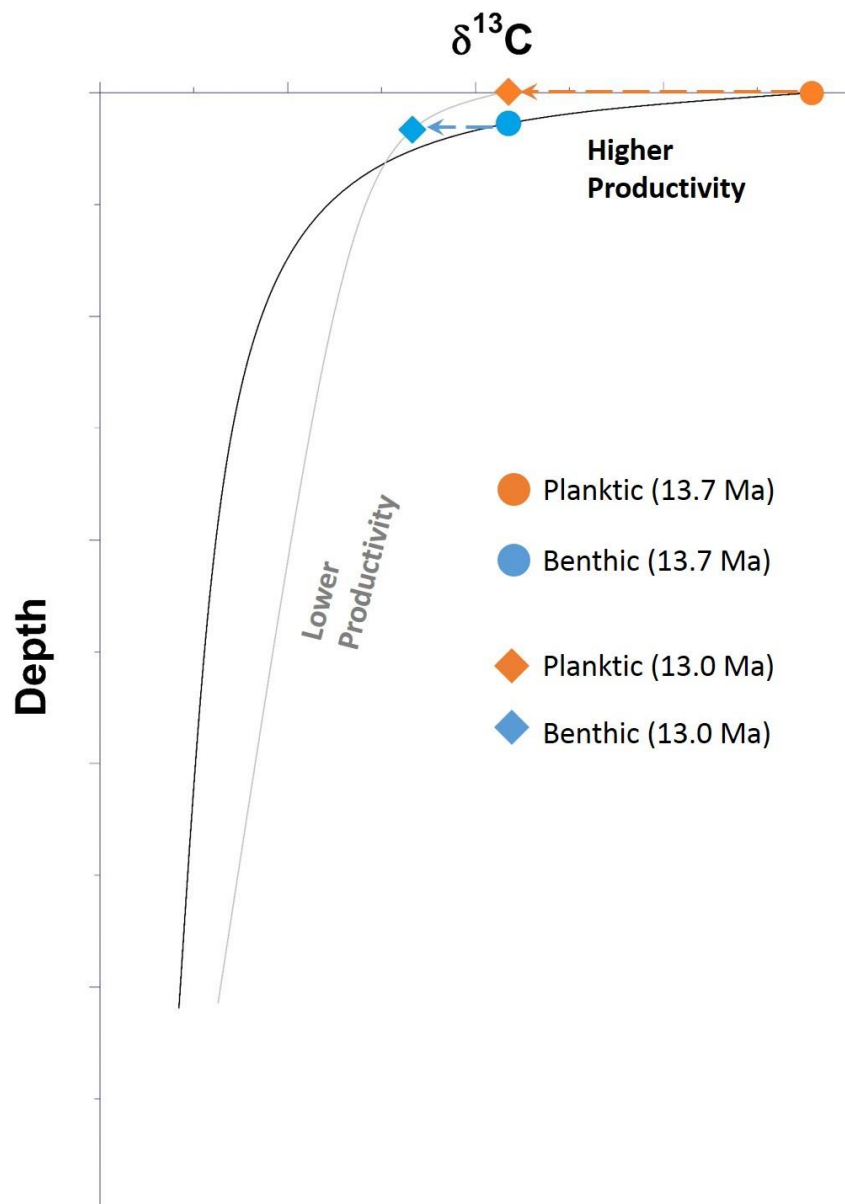 δ¹³C
Higher
Productivity
Planktic (13.7 Ma)
Benthic (13.7 Ma)
Lower
Productivity
Planktic (13.0 Ma)
Benthic (13.0 Ma)
Depth